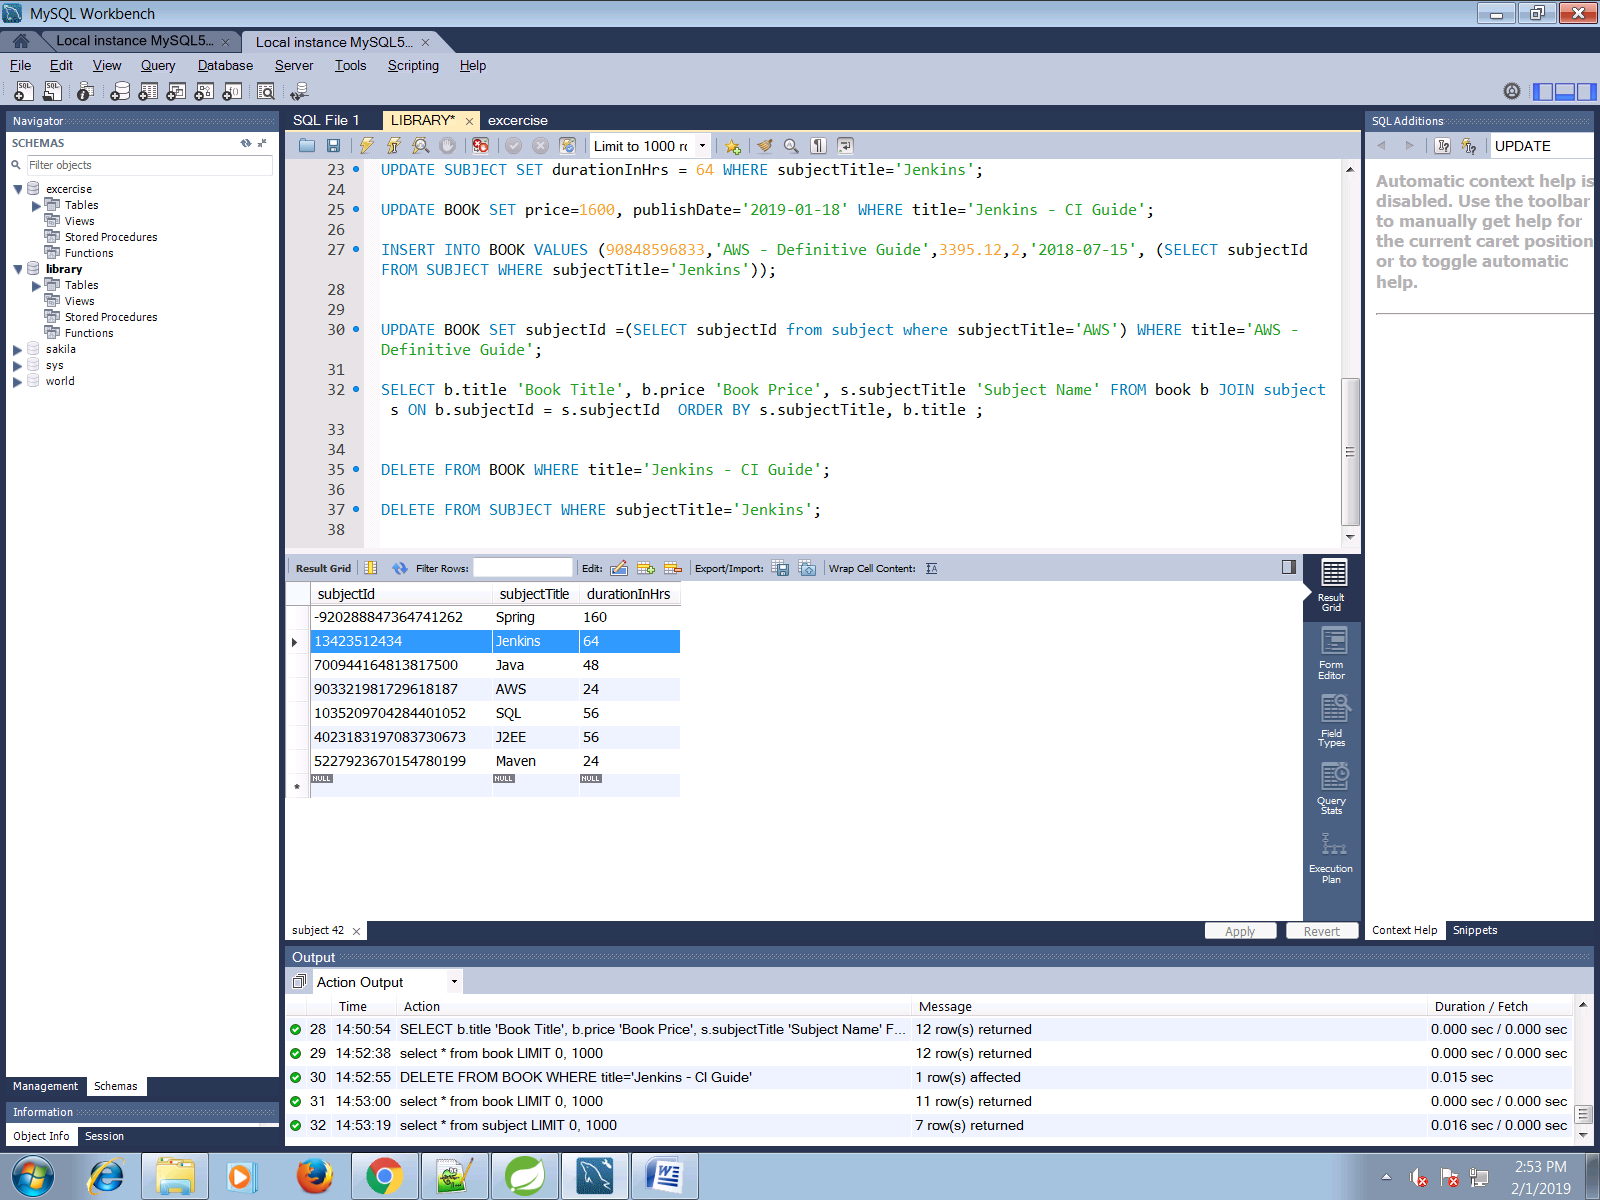 MySQL Workbench
Local instance MySQL5... ×
Local instance MySQL5... ×
File Edit View Query Database Server Tools Scripting Help
Navigator
SCHEMAS
Filter objects
excercise
Tables
Views
Stored Procedures
Functions
library
Tables
Views
Stored Procedures
Functions
sakila
sys
world
Management Schemas
Information
Object Info Session
SQL File 1 LIBRARY* × excercise
Limit to 1000 rc
23 UPDATE SUBJECT SET durationInHrs = 64 WHERE subjectTitle='Jenkins';
24
25 UPDATE BOOK SET price=1600, publishDate='2019-01-18' WHERE title='Jenkins - CI Guide';
26
27 INSERT INTO BOOK VALUES (90848596833,'AWS - Definitive Guide',3395.12,2,'2018-07-15', (SELECT subjectId
FROM SUBJECT WHERE subjectTitle='Jenkins'));
28
29
30 UPDATE BOOK SET subjectId =(SELECT subjectId from subject where subjectTitle='AWS') WHERE title='AWS -
Definitive Guide';
31
32 SELECT b.title 'Book Title', b.price 'Book Price', s.subjectTitle 'Subject Name' FROM book b JOIN subject
s ON b.subjectId = s.subjectId  ORDER BY s.subjectTitle, b.title ;
33
34
35 DELETE FROM BOOK WHERE title='Jenkins - CI Guide';
36
37 DELETE FROM SUBJECT WHERE subjectTitle='Jenkins';
38
Result Grid Filter Rows: Edit: Export/Import: Wrap Cell Content:
subjectId subjectTitle durationInHrs
-920288847364741262 Spring 160
13423512434 Jenkins 64
700944164813817500 Java 48
903321981729618187 AWS 24
1035209704284401052 SQL 56
4023183197083730673 J2EE 56
5227923670154780199 Maven 24
NULL NULL NULL
Result
Grid
Form
Editor
Field
Types
Query
Stats
Execution
Plan
subject 42 ×
Apply Revert
SQL Additions
UPDATE
Automatic context help is
disabled. Use the toolbar
to manually get help for
the current caret position
or to toggle automatic
help.
Context Help Snippets
Output
Action Output
Time Action Message Duration / Fetch
28 14:50:54 SELECT b.title 'Book Title', b.price 'Book Price', s.subjectTitle 'Subject Name' F... 12 row(s) returned 0.000 sec / 0.000 sec
29 14:52:38 select * from book LIMIT 0, 1000 12 row(s) returned 0.000 sec / 0.000 sec
30 14:52:55 DELETE FROM BOOK WHERE title='Jenkins - CI Guide' 1 row(s) affected 0.015 sec
31 14:53:00 select * from book LIMIT 0, 1000 11 row(s) returned 0.000 sec / 0.000 sec
32 14:53:19 select * from subject LIMIT 0, 1000 7 row(s) returned 0.016 sec / 0.000 sec
2:53 PM
2/1/2019